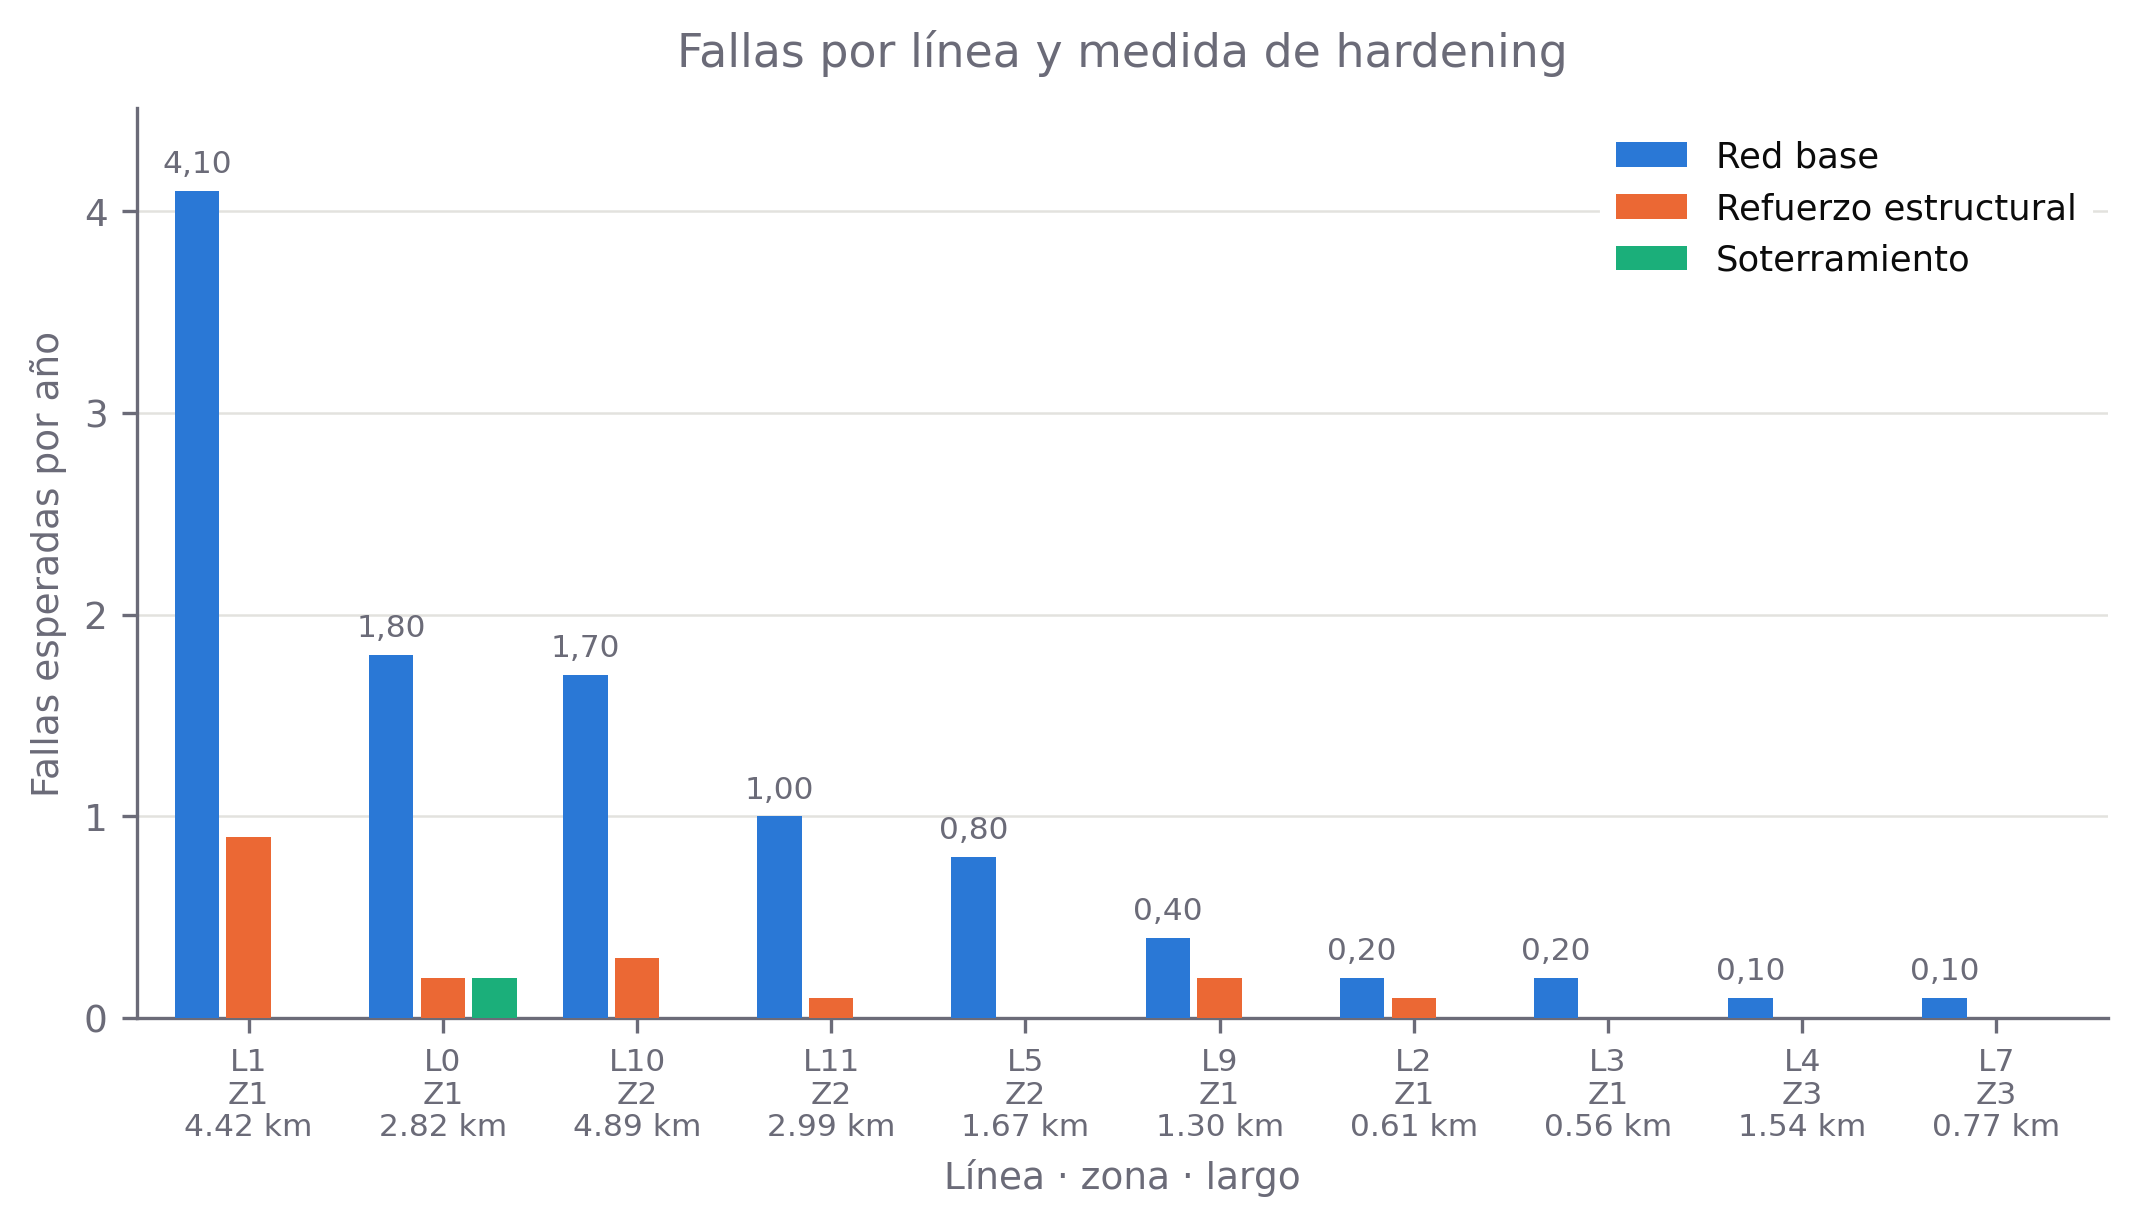 Fallas por línea y medida de hardening
Fallas esperadas por año
4
3
2
1
0
Red base
Refuerzo estructural
Soterramiento
4,10
1,80
1,70
1,00
0,80
0,40
0,20
0,20
0,10
0,10
L1
Z1
4.42 km
L0
Z1
2.82 km
L10
Z2
4.89 km
L11
Z2
2.99 km
L5
Z2
1.67 km
L9
Z1
1.30 km
L2
Z1
0.61 km
L3
Z1
0.56 km
L4
Z3
1.54 km
L7
Z3
0.77 km
Línea · zona · largo